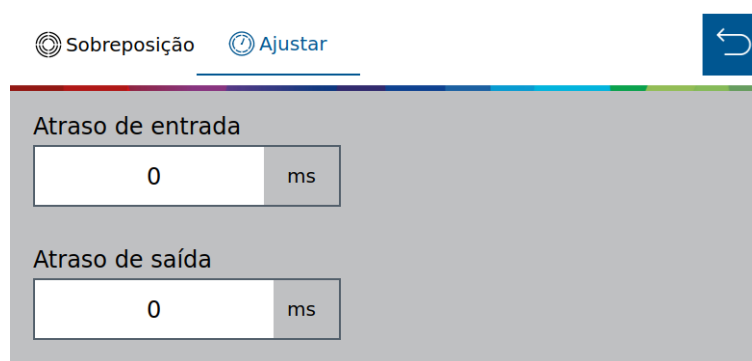 Sobreposição Ajustar
Atraso de entrada
0 ms
Atraso de saída
0 ms